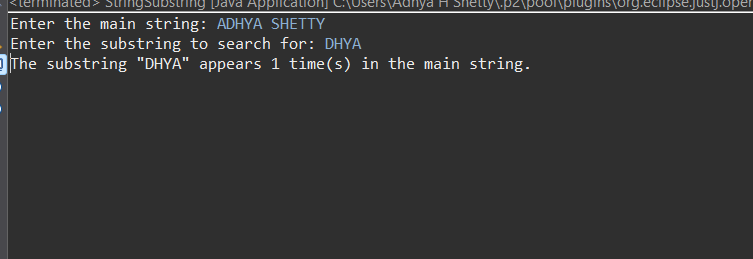 <terminated> StringSubstring [Java Application] C:\Users\Adhya H Shetty\.p2\pool\plugins\org.eclipse.justj.open
Enter the main string: ADHYA SHETTY
Enter the substring to search for: DHYA
The substring "DHYA" appears 1 time(s) in the main string.